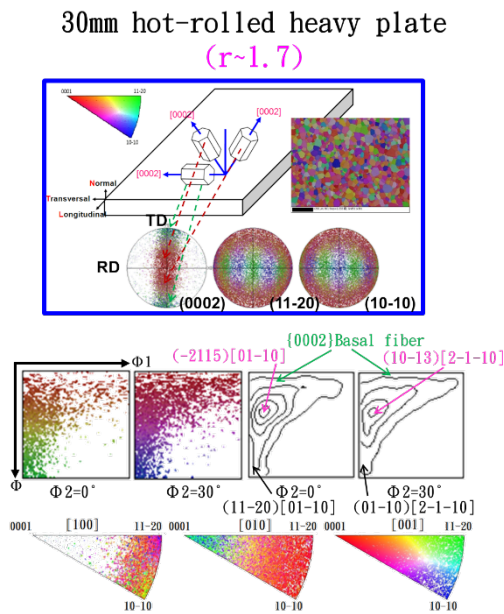 30mm hot-rolled heavy plate
(r~1.7)
0001 11-20
10-10
[0002] [0002]
[0002]
Normal
Transversal
Longitudinal
TD
RD
(0002) (11-20) (10-10)
{0002}Basal fiber
(-2115)[01-10] (10-13)[2-1-10]
Φ1
Φ
Φ2=0° Φ2=30° Φ2=0° Φ2=30°
(11-20)[01-10] (01-10)[2-1-10]
0001 [100] 11-20 0001 [010] 11-20 0001 [001] 11-20
10-10 10-10 10-10